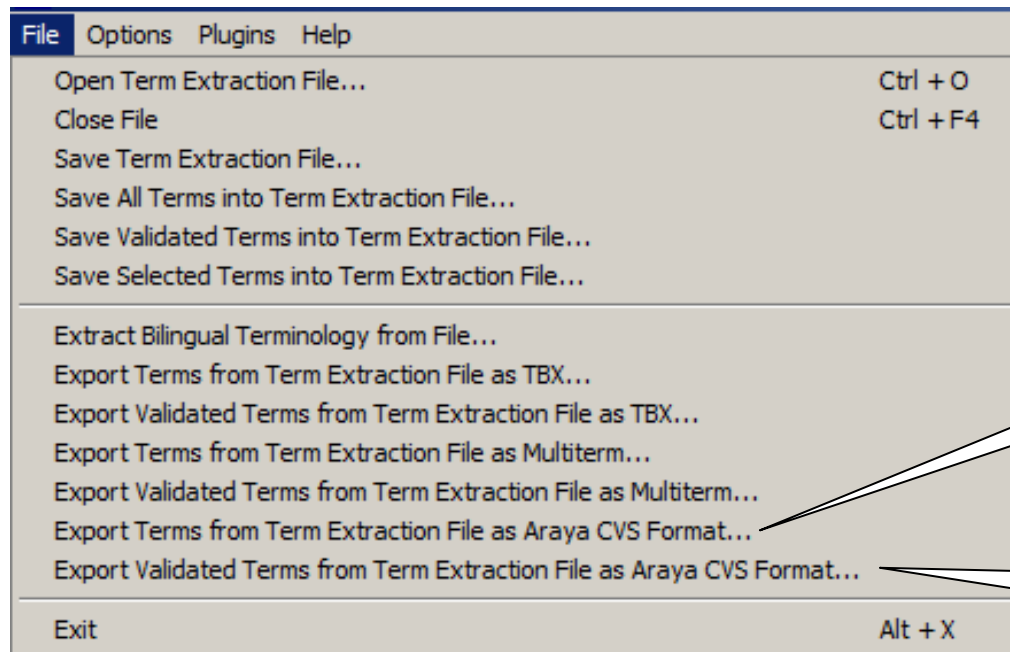 File Options Plugins Help
Open Term Extraction File... Ctrl + O
Close File Ctrl + F4
Save Term Extraction File...
Save All Terms into Term Extraction File...
Save Validated Terms into Term Extraction File...
Save Selected Terms into Term Extraction File...
Extract Bilingual Terminology from File...
Export Terms from Term Extraction File as TBX...
Export Validated Terms from Term Extraction File as TBX...
Export Terms from Term Extraction File as Multiterm...
Export Validated Terms from Term Extraction File as Multiterm...
Export Terms from Term Extraction File as Araya CVS Format...
Export Validated Terms from Term Extraction File as Araya CVS Format...
Exit Alt + X